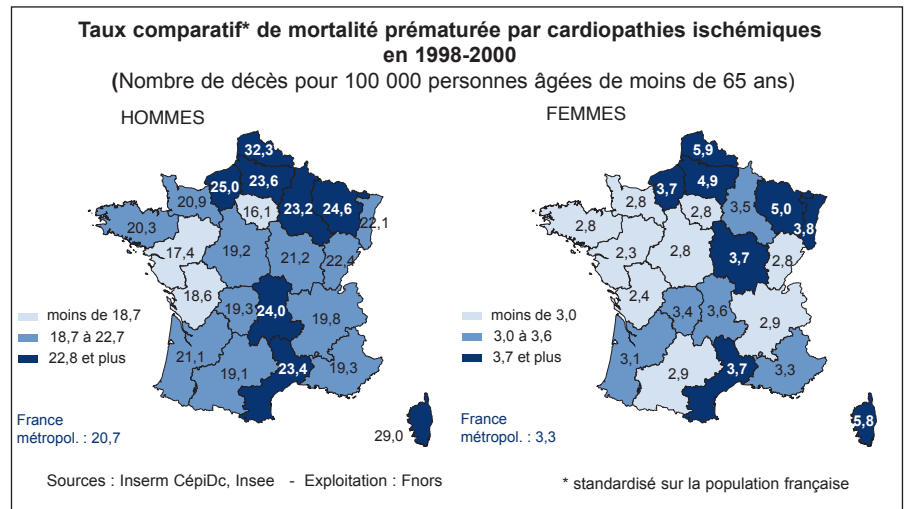 Taux comparatif* de mortalité prématurée par cardiopathies ischémiques
en 1998-2000
(Nombre de décès pour 100 000 personnes âgées de moins de 65 ans)
HOMMES
32,3
25,0
23,6
20,9
16,1
23,2
24,6
22,1
20,3
17,4
19,2
21,2
22,4
18,6
19,3
24,0
19,8
21,1
19,1
23,4
19,3
29,0
moins de 18,7
18,7 à 22,7
22,8 et plus
France
métropol. : 20,7
FEMMES
5,9
3,7
4,9
2,8
2,8
3,5
5,0
3,8
2,8
2,3
2,8
3,7
2,8
2,4
3,4
3,6
2,9
3,1
2,9
3,7
3,3
5,8
moins de 3,0
3,0 à 3,6
3,7 et plus
France
métropol. : 3,3
Sources : Inserm CépiDc, Insee - Exploitation : Fnors
* standardisé sur la population française